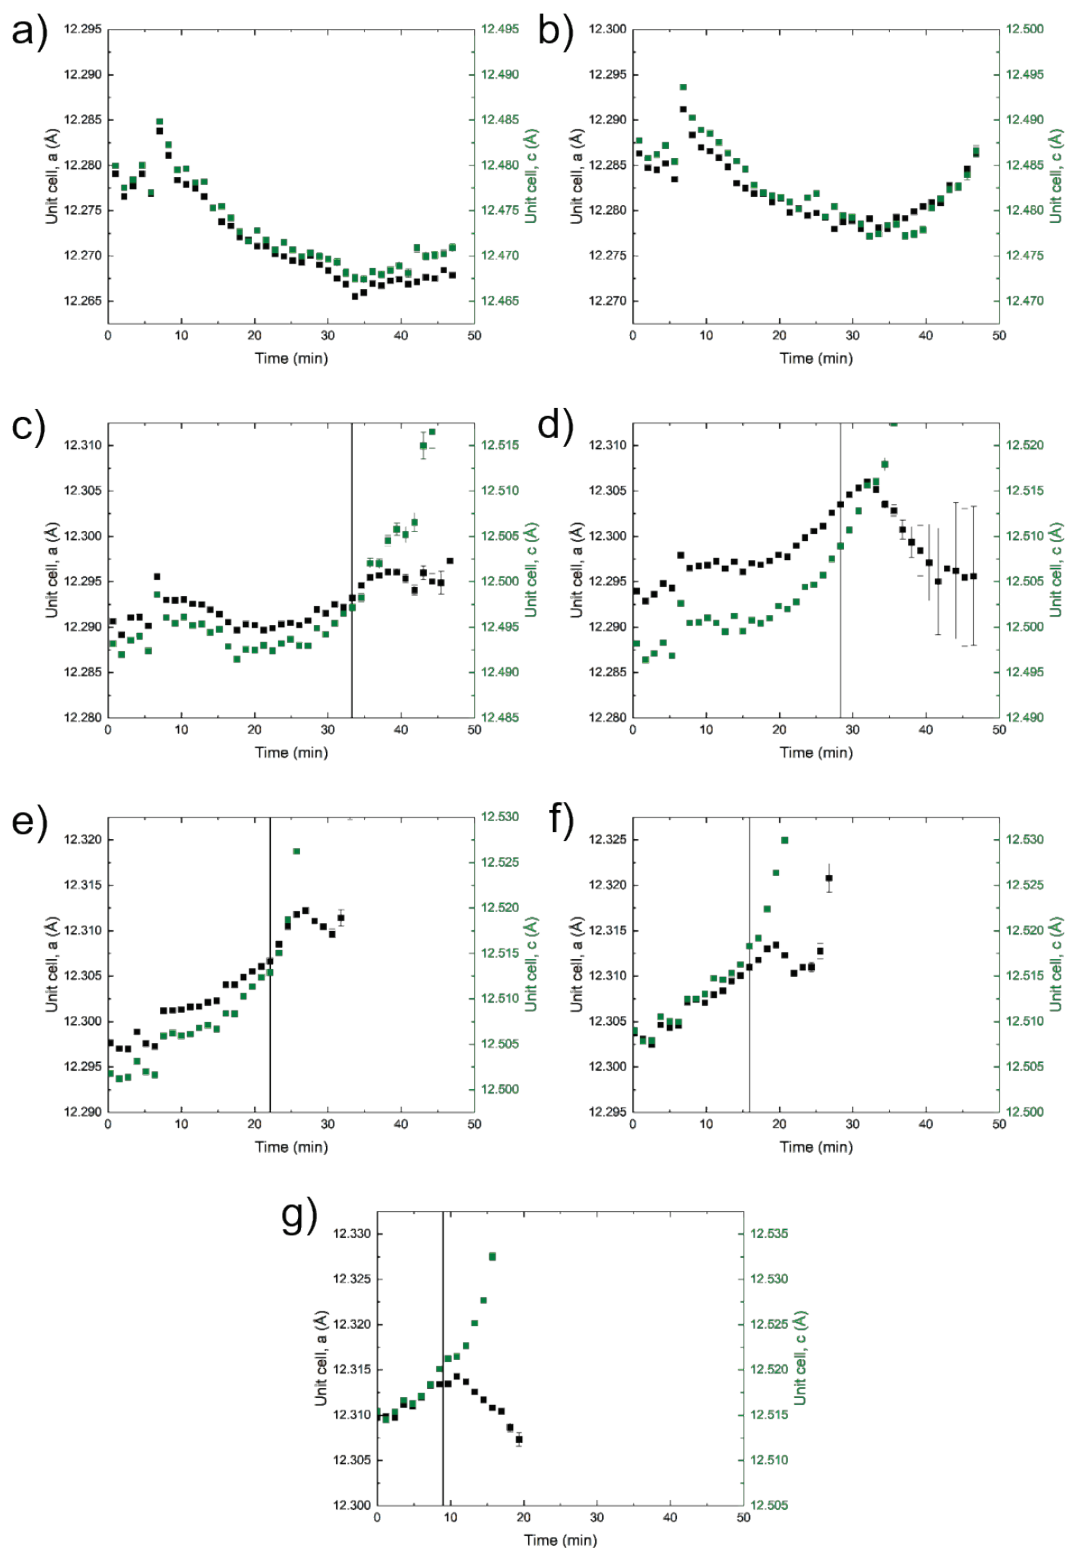 a)
12.295
12.290
12.285
12.280
12.275
12.270
12.265
Unit cell, a (Å)
12.495
12.490
12.485
12.480
12.475
12.470
12.465
Unit cell, c (Å)
0 10 20 30 40 50
Time (min)
b)
12.300
12.295
12.290
12.285
12.280
12.275
12.270
Unit cell, a (Å)
12.500
12.495
12.490
12.485
12.480
12.475
12.470
Unit cell, c (Å)
0 10 20 30 40 50
Time (min)
c)
12.310
12.305
12.300
12.295
12.290
12.285
12.280
Unit cell, a (Å)
12.515
12.510
12.505
12.500
12.495
12.490
12.485
Unit cell, c (Å)
0 10 20 30 40 50
Time (min)
d)
12.310
12.305
12.300
12.295
12.290
12.285
12.280
Unit cell, a (Å)
12.520
12.515
12.510
12.505
12.500
12.495
12.490
Unit cell, c (Å)
0 10 20 30 40 50
Time (min)
e)
12.320
12.315
12.310
12.305
12.300
12.295
12.290
Unit cell, a (Å)
12.530
12.525
12.520
12.515
12.510
12.505
12.500
Unit cell, c (Å)
0 10 20 30 40 50
Time (min)
f)
12.325
12.320
12.315
12.310
12.305
12.300
12.295
Unit cell, a (Å)
12.530
12.525
12.520
12.515
12.510
12.505
12.500
Unit cell, c (Å)
0 10 20 30 40 50
Time (min)
g)
12.330
12.325
12.320
12.315
12.310
12.305
12.300
Unit cell, a (Å)
12.535
12.530
12.525
12.520
12.515
12.510
12.505
Unit cell, c (Å)
0 10 20 30 40 50
Time (min)